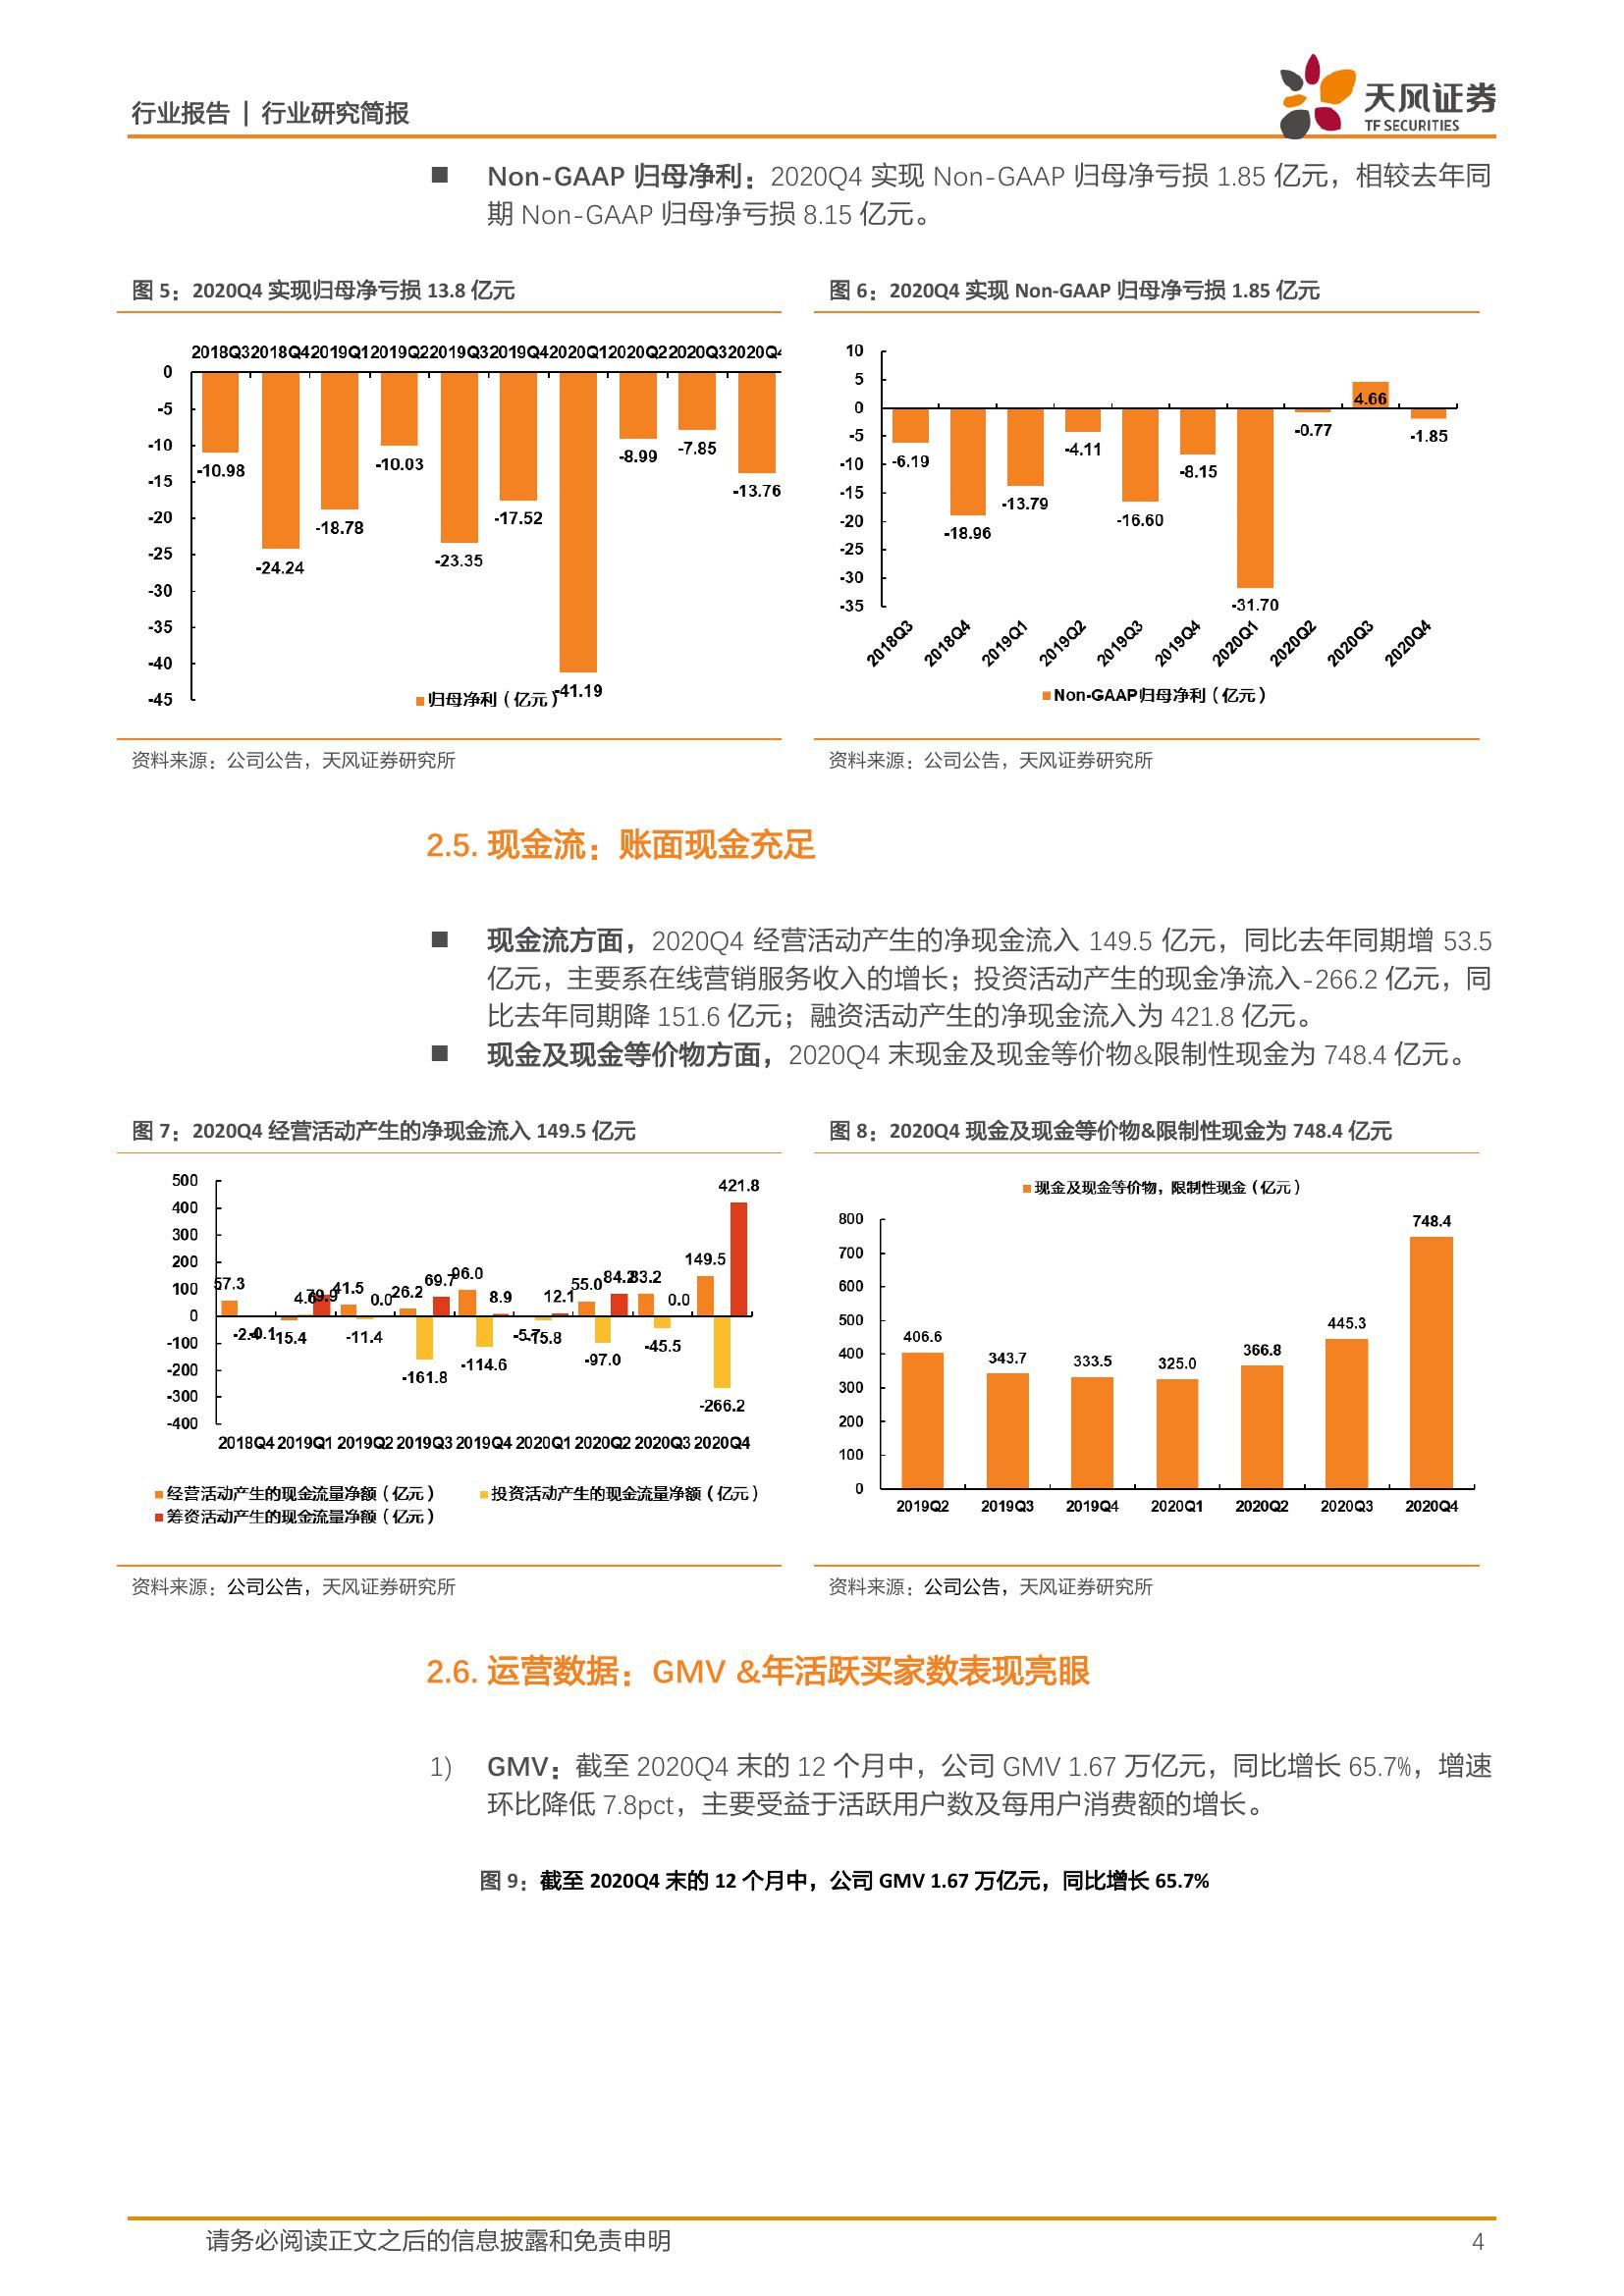 行业报告 | 行业研究简报
天风证券
TF SECURITIES
■ Non-GAAP 归母净利：2020Q4 实现 Non-GAAP 归母净亏损 1.85 亿元，相较去年同
期 Non-GAAP 归母净亏损 8.15 亿元。
图 5：2020Q4 实现归母净亏损 13.8 亿元
2018Q3 2018Q4 2019Q1 2019Q2 2019Q3 2019Q4 2020Q1 2020Q2 2020Q3 2020Q4
0
-5
-10
-15
-20
-25
-30
-35
-40
-45
-10.98
-24.24
-18.78
-10.03
-23.35
-17.52
-41.19
-8.99
-7.85
-13.76
归母净利（亿元）
资料来源：公司公告，天风证券研究所
图 6：2020Q4 实现 Non-GAAP 归母净亏损 1.85 亿元
10
5
0
-5
-10
-15
-20
-25
-30
-35
-6.19
-18.96
-13.79
-4.11
-16.60
-8.15
-31.70
-0.77
4.66
-1.85
2018Q3 2018Q4 2019Q1 2019Q2 2019Q3 2019Q4 2020Q1 2020Q2 2020Q3 2020Q4
Non-GAAP归母净利（亿元）
资料来源：公司公告，天风证券研究所
2.5. 现金流：账面现金充足
■ 现金流方面，2020Q4 经营活动产生的净现金流入 149.5 亿元，同比去年同期增 53.5
亿元，主要系在线营销服务收入的增长；投资活动产生的现金净流入-266.2 亿元，同
比去年同期降 151.6 亿元；融资活动产生的净现金流入为 421.8 亿元。
■ 现金及现金等价物方面，2020Q4 末现金及现金等价物&限制性现金为 748.4 亿元。
图 7：2020Q4 经营活动产生的净现金流入 149.5 亿元
500
400
300
200
100
0
-100
-200
-300
-400
57.3
-2.4
-0.1
-15.4
4.6
79.9
41.5
-11.4
0.0
26.2
-161.8
69.7
96.0
-114.6
8.9
-5.7
-15.8
12.1
55.0
-97.0
84.2
83.2
-45.5
0.0
149.5
-266.2
421.8
2018Q4 2019Q1 2019Q2 2019Q3 2019Q4 2020Q1 2020Q2 2020Q3 2020Q4
经营活动产生的现金流量净额（亿元） 投资活动产生的现金流量净额（亿元）
筹资活动产生的现金流量净额（亿元）
资料来源：公司公告，天风证券研究所
图 8：2020Q4 现金及现金等价物&限制性现金为 748.4 亿元
现金及现金等价物，限制性现金（亿元）
800
700
600
500
400
300
200
100
0
406.6
343.7
333.5
325.0
366.8
445.3
748.4
2019Q2 2019Q3 2019Q4 2020Q1 2020Q2 2020Q3 2020Q4
资料来源：公司公告，天风证券研究所
2.6. 运营数据：GMV &年活跃买家数表现亮眼
1) GMV：截至 2020Q4 末的 12 个月中，公司 GMV 1.67 万亿元，同比增长 65.7%，增速
环比降低 7.8pct，主要受益于活跃用户数及每用户消费额的增长。
图 9：截至 2020Q4 末的 12 个月中，公司 GMV 1.67 万亿元，同比增长 65.7%
请务必阅读正文之后的信息披露和免责申明
4